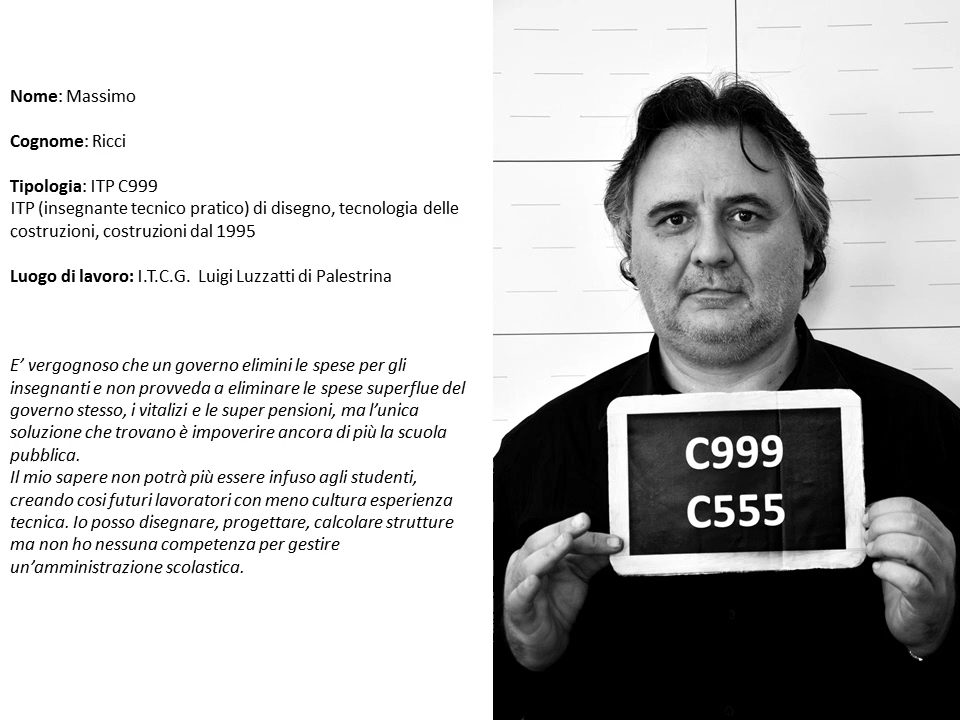 Nome: Massimo
Cognome: Ricci
Tipologia: ITP C999
ITP (insegnante tecnico pratico) di disegno, tecnologia delle
costruzioni, costruzioni dal 1995
Luogo di lavoro: I.T.C.G. Luigi Luzzatti di Palestrina
E’ vergognoso che un governo elimini le spese per gli
insegnanti e non provveda a eliminare le spese superflue del
governo stesso, i vitalizi e le super pensioni, ma l’unica
soluzione che trovano è impoverire ancora di più la scuola
pubblica.
Il mio sapere non potrà più essere infuso agli studenti,
creando cosi futuri lavoratori con meno cultura esperienza
tecnica. Io posso disegnare, progettare, calcolare strutture
ma non ho nessuna competenza per gestire
un’amministrazione scolastica.
C999
C555